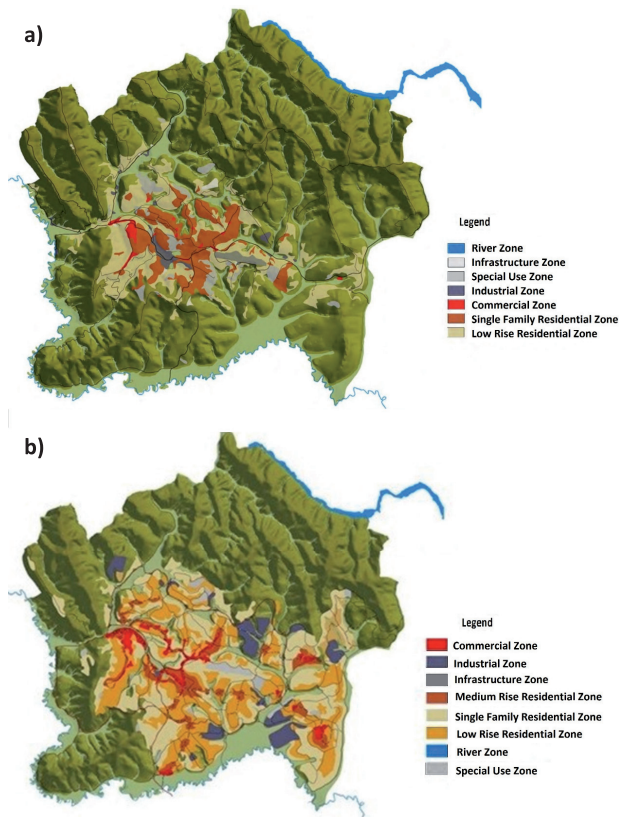 a)
Legend
River Zone
Infrastructure Zone
Special Use Zone
Industrial Zone
Commercial Zone
Single Family Residential Zone
Low Rise Residential Zone
b)
Legend
Commercial Zone
Industrial Zone
Infrastructure Zone
Medium Rise Residential Zone
Single Family Residential Zone
Low Rise Residential Zone
River Zone
Special Use Zone